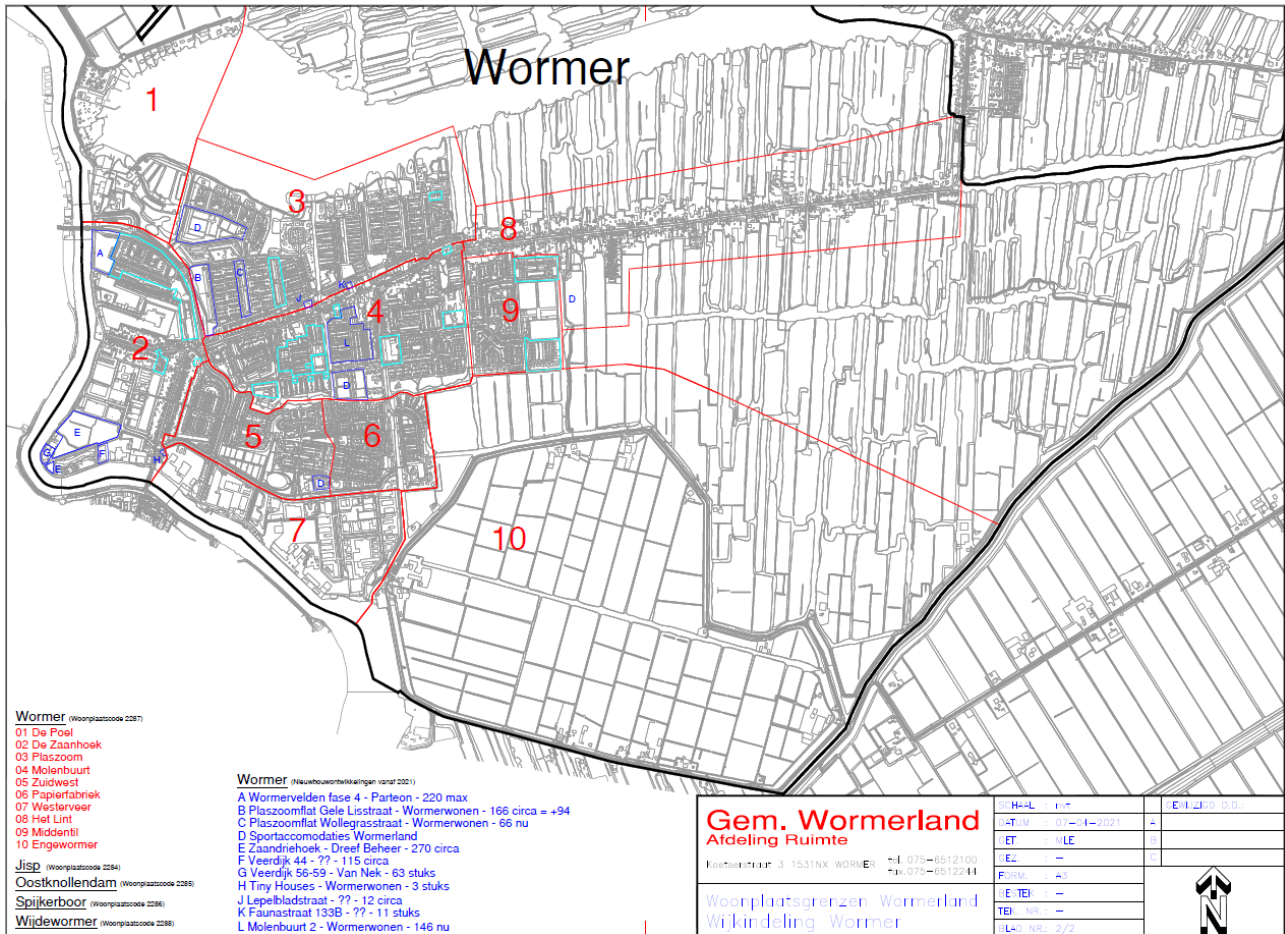 Wormer
1
3
D
8
A
B
C
J
K
4
9
D
2
L
D
E
5
6
F
G
E
H
D
7
10
Wormer (Woonplaatscode 2287)
01 De Poel
02 De Zaanhoek
03 Plaszoom
04 Molenbuurt
05 Zuidwest
06 Papierfabriek
07 Westerveer
08 Het Lint
09 Middentil
10 Engewormer
Jisp (Woonplaatscode 2284)
Oostknollendam (Woonplaatscode 2285)
Spijkerboor (Woonplaatscode 2286)
Wijdewormer (Woonplaatscode 2288)
Wormer (Nieuwbouwontwikkelingen vanaf 2021)
A Wormervelden fase 4 - Parteon - 220 max
B Plaszoomflat Gele Lisstraat - Wormerwonen - 166 circa = +94
C Plaszoomflat Wollegrasstraat - Wormerwonen - 66 nu
D Sportaccomodaties Wormerland
E Zaandriehoek - Dreef Beheer - 270 circa
F Veerdijk 44 - ?? - 115 circa
G Veerdijk 56-59 - Van Nek - 63 stuks
H Tiny Houses - Wormerwonen - 3 stuks
J Lepelbladstraat - ?? - 12 circa
K Faunastraat 133B - ?? - 11 stuks
L Molenbuurt 2 - Wormerwonen - 146 nu
Gem. Wormerland
Afdeling Ruimte
Koetserstraat 3 1531NX WORMER tel. 075-6512100
fax.075-6512244
Woonplaatsgrenzen Wormerland
Wijkindeling Wormer
SCHAAL : nvt
DATUM : 07-04-2021
GET. : MLE
GEZ. : -
FORM. : A3
BESTEK : -
TEK. NR.: -
BLAD NR.: 2/2
GEWIJZIGD D.D.:
A
B
C
N